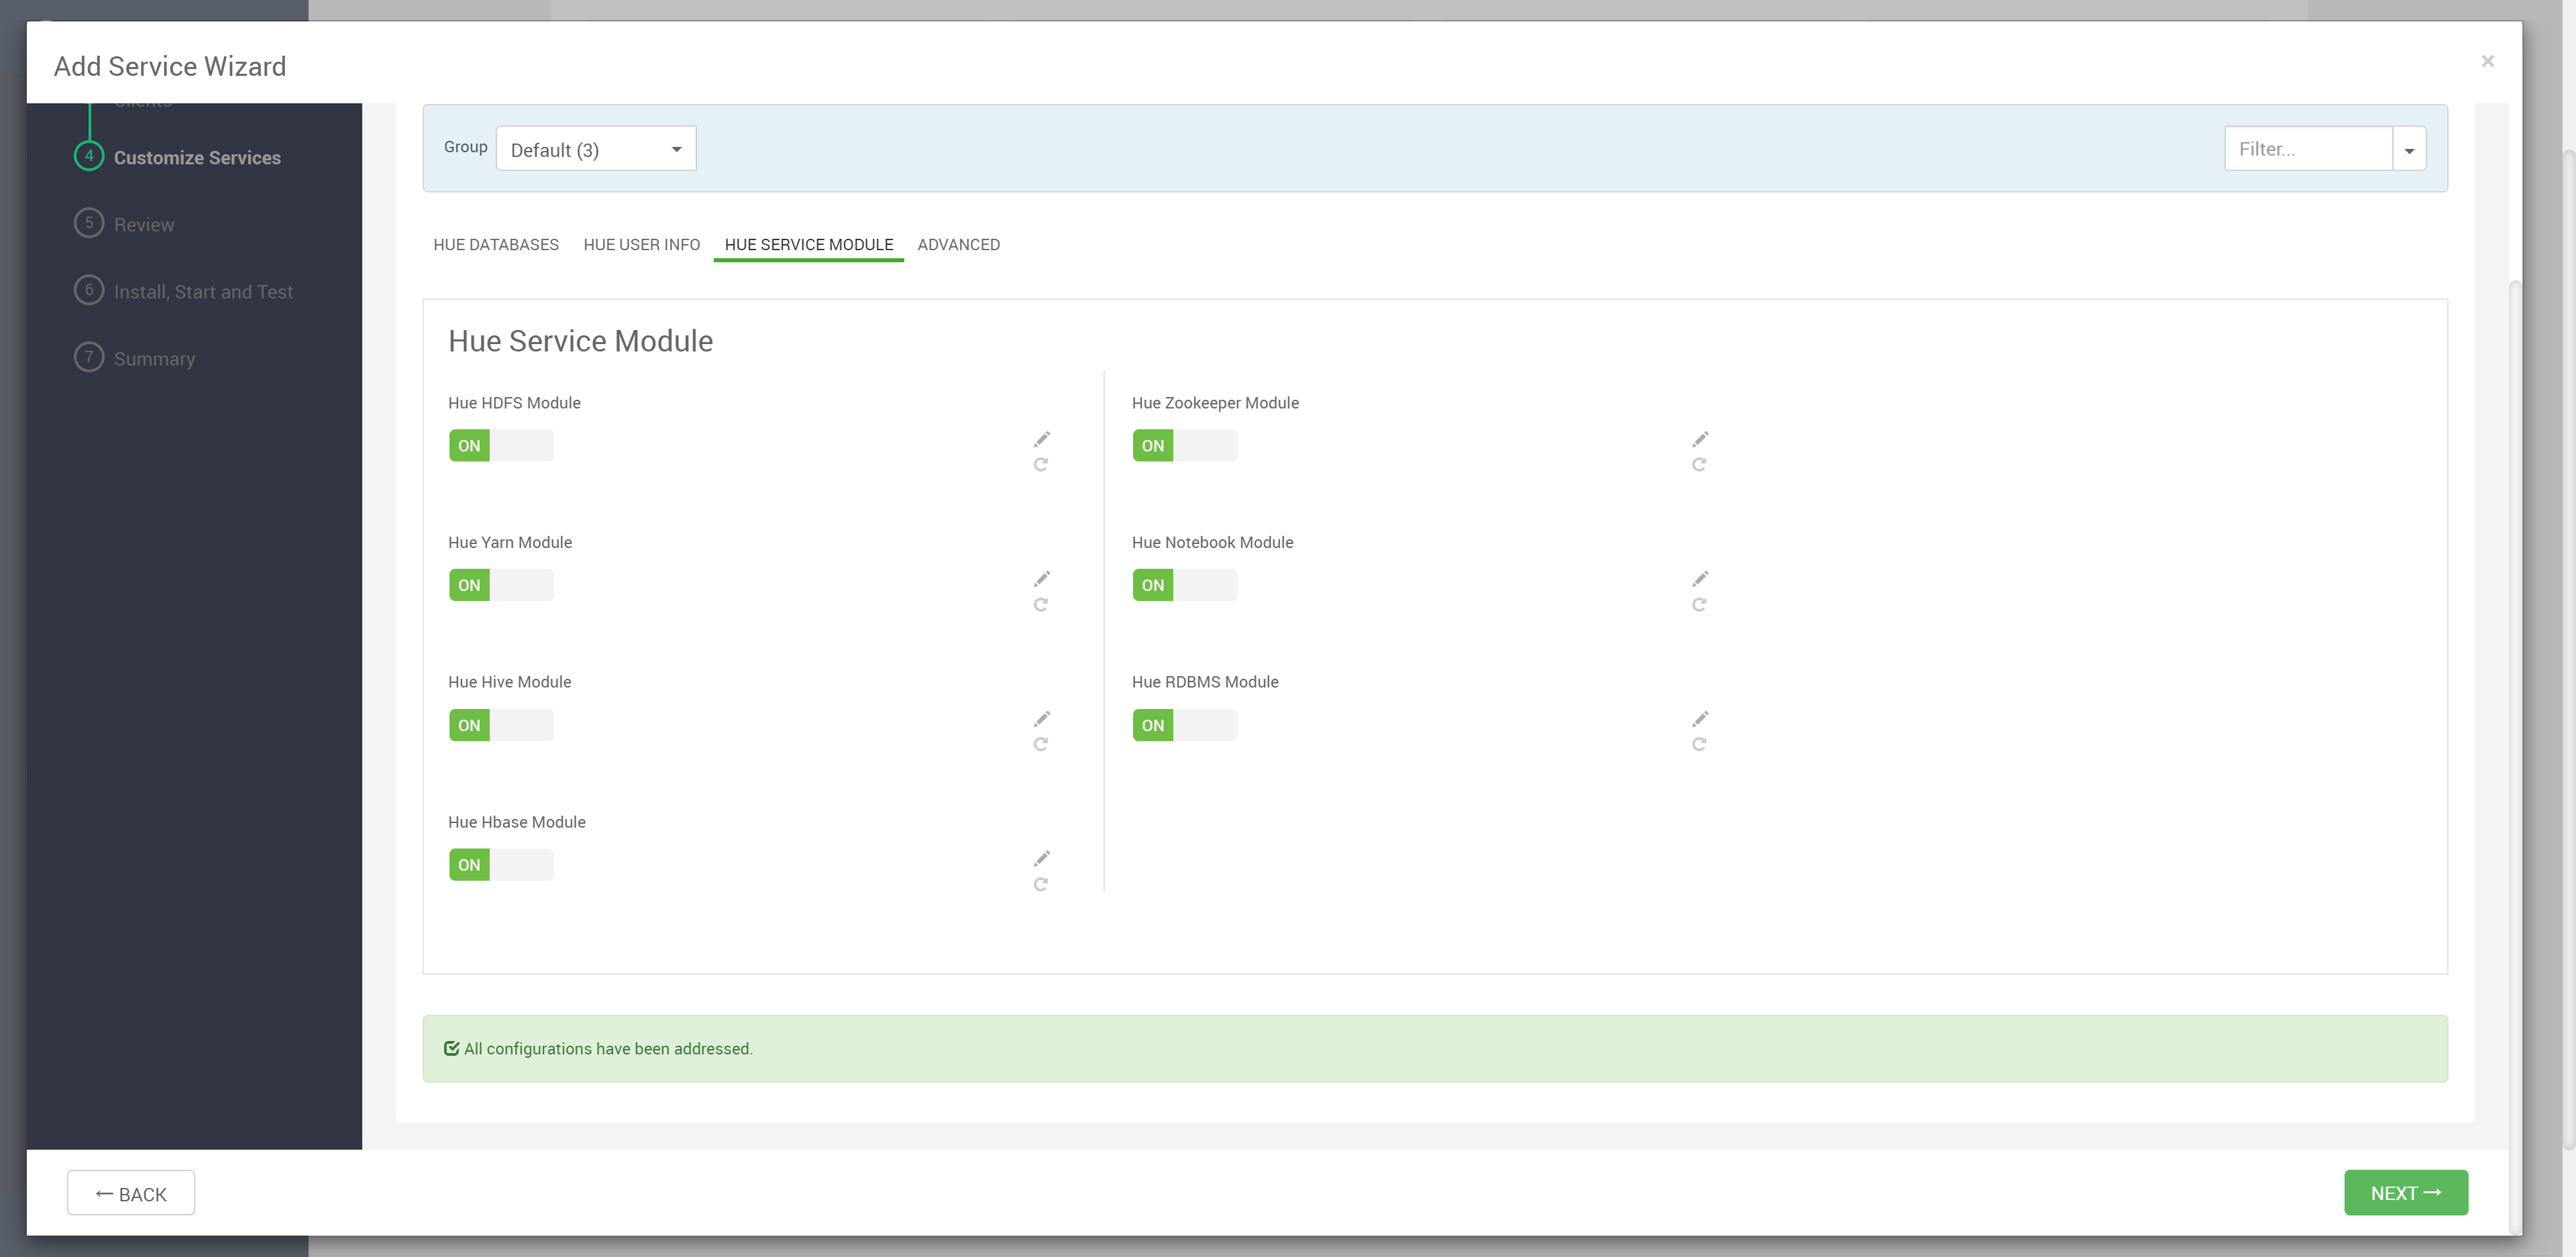 Add Service Wizard
×
Clients
4 Customize Services
5 Review
6 Install, Start and Test
7 Summary
Group Default (3) Filter...
HUE DATABASES HUE USER INFO HUE SERVICE MODULE ADVANCED
Hue Service Module
Hue HDFS Module Hue Zookeeper Module
ON ON
Hue Yarn Module Hue Notebook Module
ON ON
Hue Hive Module Hue RDBMS Module
ON ON
Hue Hbase Module
ON
All configurations have been addressed.
← BACK NEXT →